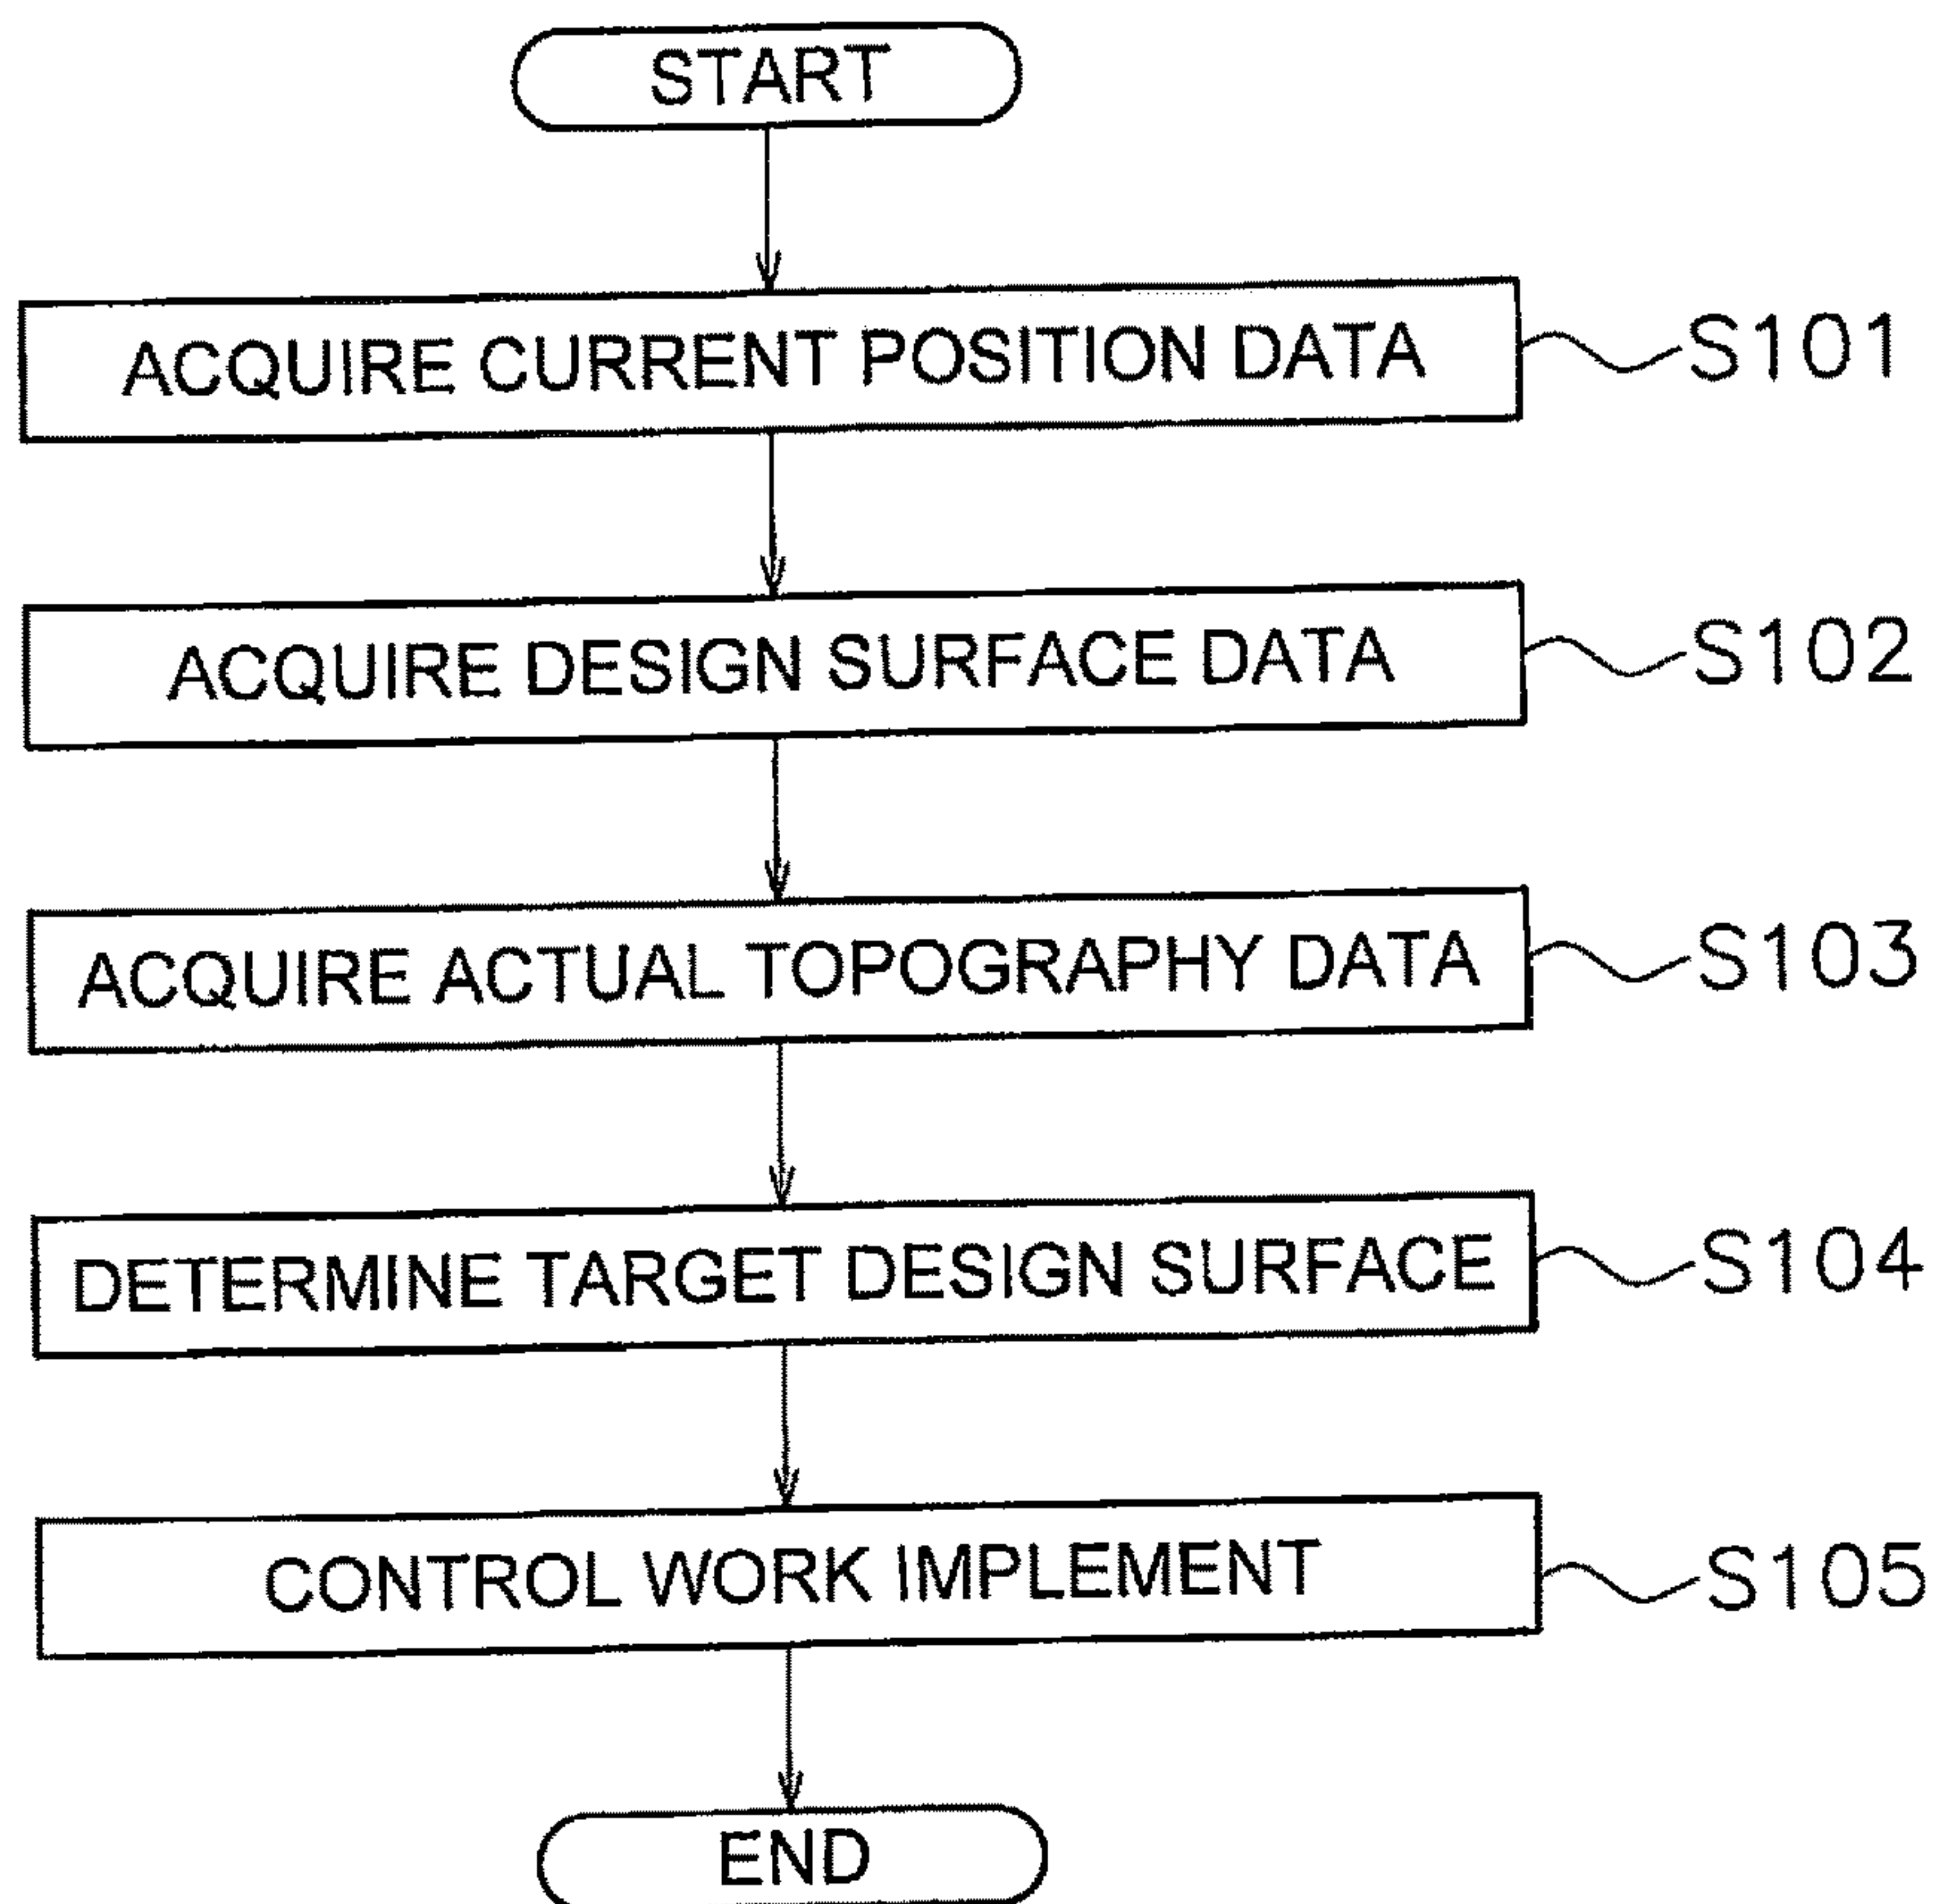 START
ACQUIRE CURRENT POSITION DATA S101
ACQUIRE DESIGN SURFACE DATA S102
ACQUIRE ACTUAL TOPOGRAPHY DATA S103
DETERMINE TARGET DESIGN SURFACE S104
CONTROL WORK IMPLEMENT S105
END